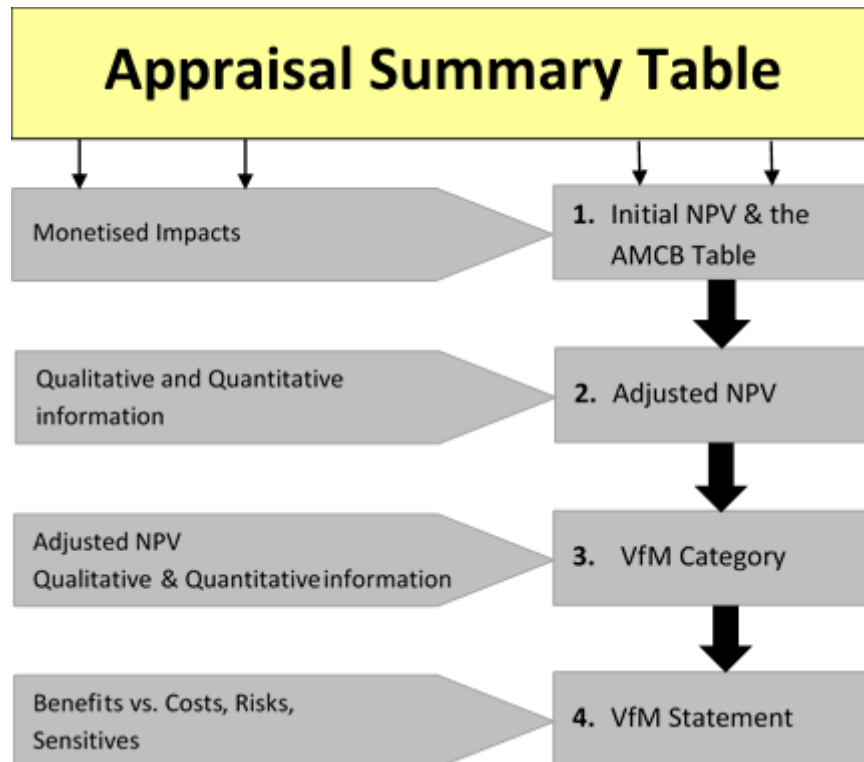 Appraisal Summary Table
Monetised Impacts
1. Initial NPV & the
AMCB Table
Qualitative and Quantitative
information
2. Adjusted NPV
Adjusted NPV
Qualitative & Quantitative information
3. VfM Category
Benefits vs. Costs, Risks,
Sensitives
4. VfM Statement